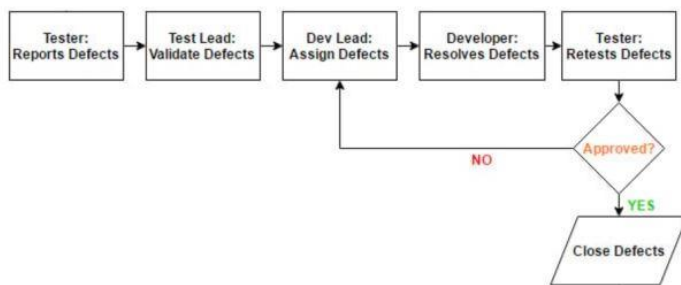 Tester:
Reports Defects
Test Lead:
Validate Defects
Dev Lead:
Assign Defects
Developer:
Resolves Defects
Tester:
Retests Defects
Approved?
NO
YES
Close Defects